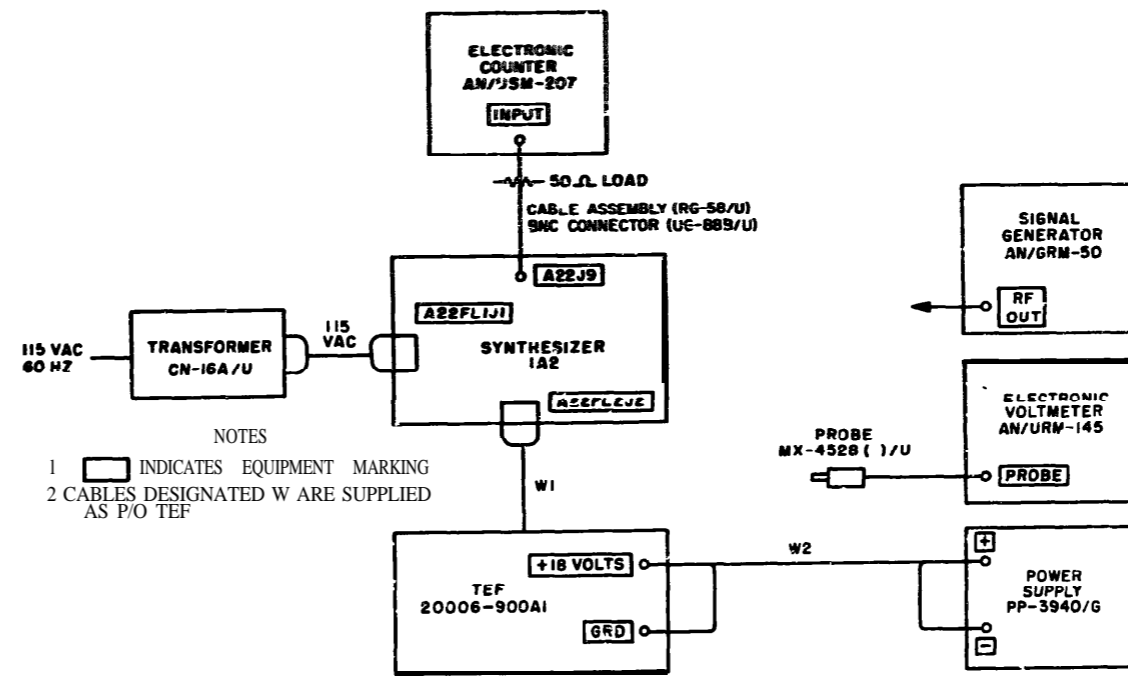 ELECTRONIC
COUNTER
AN/USM-207
INPUT
50 Ω LOAD
CABLE ASSEMBLY (RG-58/U)
BNC CONNECTOR (UG-88B/U)
A22J9
A22FL1J1
SYNTHESIZER
1A2
A22FL2J2
115 VAC
60 HZ
TRANSFORMER
CN-16A/U
115
VAC
NOTES
1 INDICATES EQUIPMENT MARKING
2 CABLES DESIGNATED W ARE SUPPLIED
AS P/O TEF
W1
TEF
20006-900A1
+18 VOLTS
GRD
W2
SIGNAL
GENERATOR
AN/GRM-50
RF
OUT
ELECTRONIC
VOLTMETER
AN/URM-145
PROBE
PROBE
MX-4528 ( )/U
+
POWER
SUPPLY
PP-3940/G
-